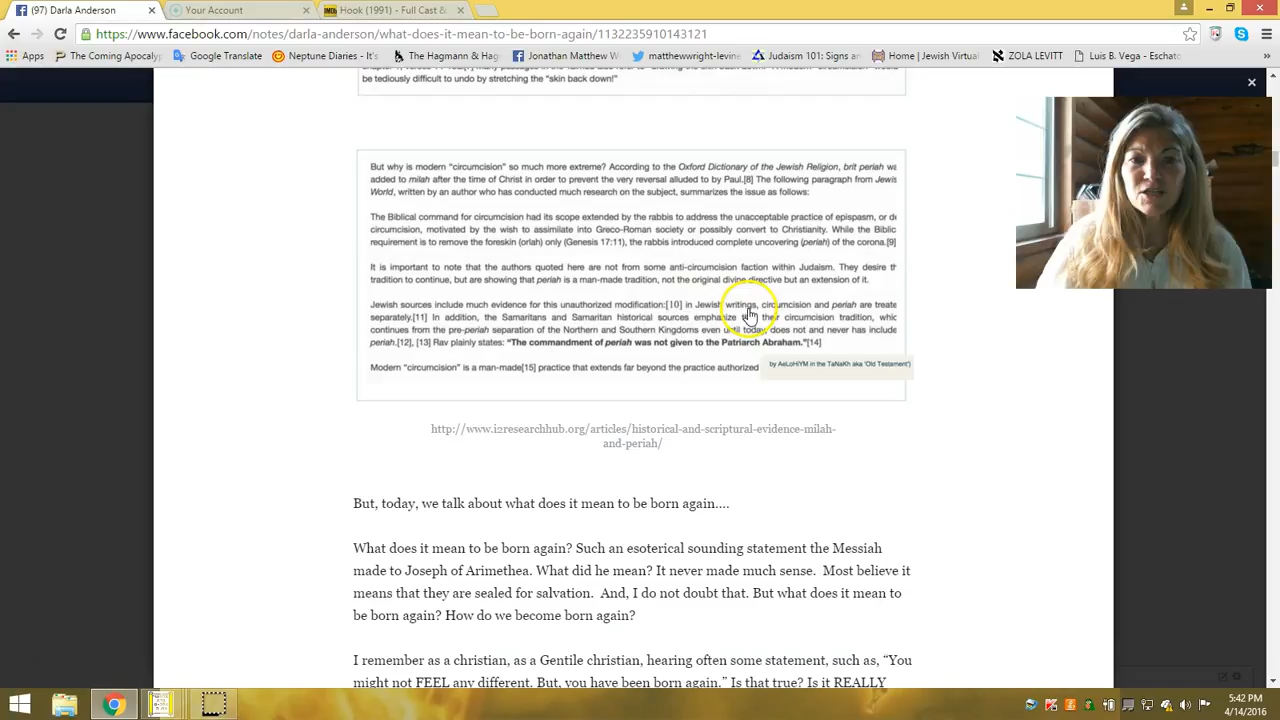 (97) Darla Anderson
Your Account
Hook (1991) - Full Cast &
https://www.facebook.com/notes/darla-anderson/what-does-it-mean-to-be-born-again/1132235910143121
Apps
The Coming Apocaly
Google Translate
Neptune Diaries - It's
The Hagmann & Hag
Jonathan Matthew Wr
matthewwright-levine
Judaism 101: Signs an
Home | Jewish Virtual
ZOLA LEVITT
Luis B. Vega - Eschato
be tediously difficult to undo by stretching the “skin back down!”
But why is modern “circumcision” so much more extreme? According to the Oxford Dictionary of the Jewish Religion, brit periah wa
added to milah after the time of Christ in order to prevent the very reversal alluded to by Paul.[8] The following paragraph from Jewis
World, written by an author who has conducted much research on the subject, summarizes the issue as follows:
The Biblical command for circumcision had its scope extended by the rabbis to address the unacceptable practice of epispasm, or de
circumcision, motivated by the wish to assimilate into Greco-Roman society or possibly convert to Christianity. While the Biblic
requirement is to remove the foreskin (orlah) only (Genesis 17:11), the rabbis introduced complete uncovering (periah) of the corona.[9]
It is important to note that the authors quoted here are not from some anti-circumcision faction within Judaism. They desire th
tradition to continue, but are showing that periah is a man-made tradition, not the original divine directive but an extension of it.
Jewish sources include much evidence for this unauthorized modification:[10] in Jewish writings, circumcision and periah are treate
separately.[11] In addition, the Samaritans and Samaritan historical sources emphasize their circumcision tradition, whic
continues from the pre-periah separation of the Northern and Southern Kingdoms even until today, does not and never has include
periah.[12], [13] Rav plainly states: “The commandment of periah was not given to the Patriarch Abraham.”[14]
Modern “circumcision” is a man-made[15] practice that extends far beyond the practice authorized by AeLoHiYM in the TaNaKh aka 'Old Testament')
http://www.i2researchhub.org/articles/historical-and-scriptural-evidence-milah-
and-periah/
But, today, we talk about what does it mean to be born again....
What does it mean to be born again? Such an esoterical sounding statement the Messiah
made to Joseph of Arimethea. What did he mean? It never made much sense. Most believe it
means that they are sealed for salvation. And, I do not doubt that. But what does it mean to
be born again? How do we become born again?
I remember as a christian, as a Gentile christian, hearing often some statement, such as, “You
might not FEEL any different. But, you have been born again.” Is that true? Is it REALLY
5:42 PM
4/14/2016